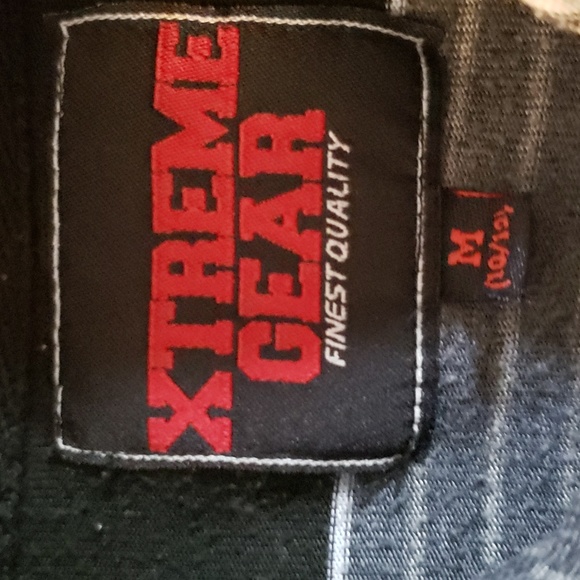 XTREME
GEAR
FINEST QUALITY
M
(10/12)